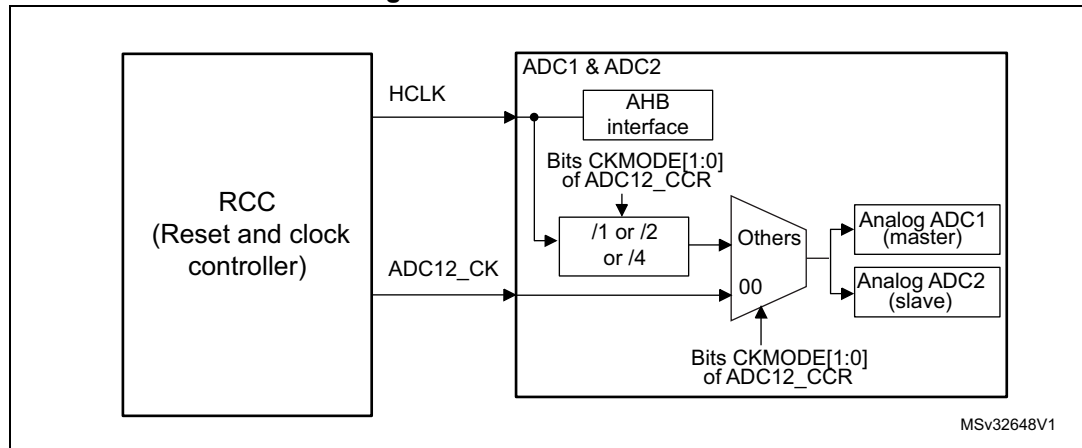 RCC
(Reset and clock
controller)
HCLK
ADC12_CK
ADC1 & ADC2
AHB
interface
Bits CKMODE[1:0]
of ADC12_CCR
/1 or /2
or /4
Others
00
Bits CKMODE[1:0]
of ADC12_CCR
Analog ADC1
(master)
Analog ADC2
(slave)
MSv32648V1